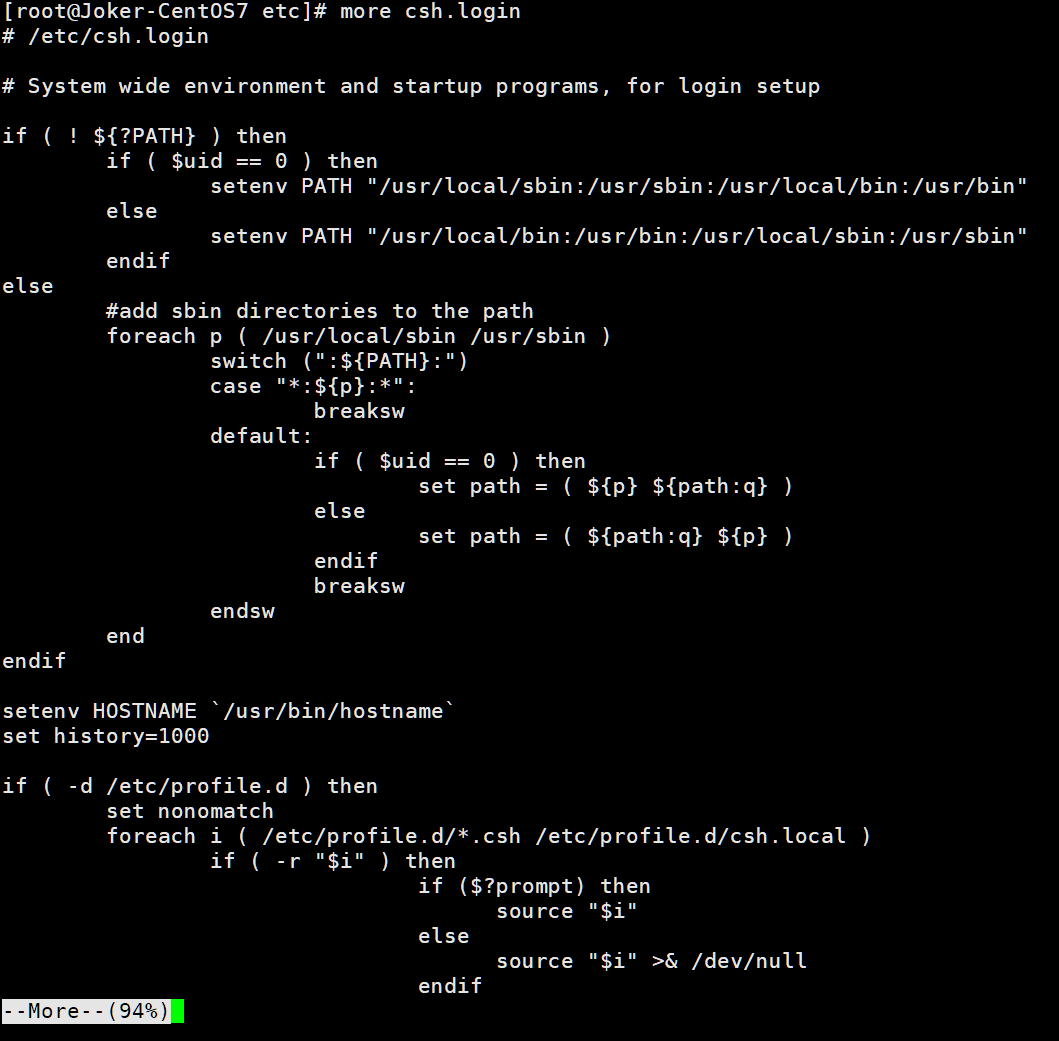 [root@Joker-CentOS7 etc]# more csh.login
# /etc/csh.login

# System wide environment and startup programs, for login setup

if ( ! ${?PATH} ) then
        if ( $uid == 0 ) then
                setenv PATH "/usr/local/sbin:/usr/sbin:/usr/local/bin:/usr/bin"
        else
                setenv PATH "/usr/local/bin:/usr/bin:/usr/local/sbin:/usr/sbin"
        endif
else
        #add sbin directories to the path
        foreach p ( /usr/local/sbin /usr/sbin )
                switch (":${PATH}:")
                case "*:${p}:*":
                        breaksw
                default:
                        if ( $uid == 0 ) then
                                set path = ( ${p} ${path:q} )
                        else
                                set path = ( ${path:q} ${p} )
                        endif
                        breaksw
                endsw
        end
endif

setenv HOSTNAME `/usr/bin/hostname`
set history=1000

if ( -d /etc/profile.d ) then
        set nonomatch
        foreach i ( /etc/profile.d/*.csh /etc/profile.d/csh.local )
                if ( -r "$i" ) then
                                if ($?prompt) then
                                      source "$i"
                                else
                                      source "$i" >& /dev/null
                                endif
--More--(94%)